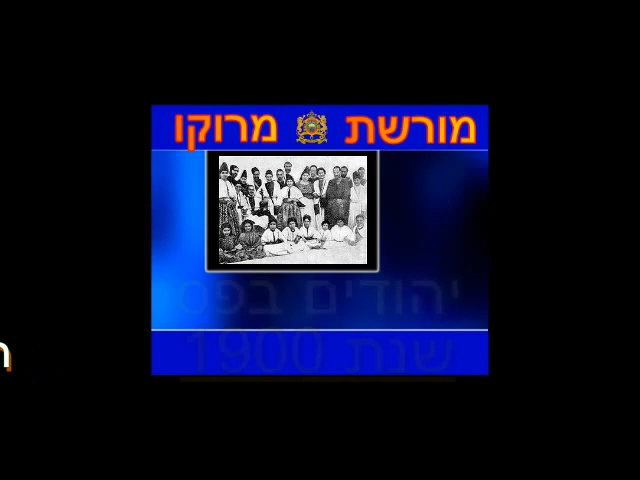 מורשת מרוקו
יהודים בפס
שנת 1900